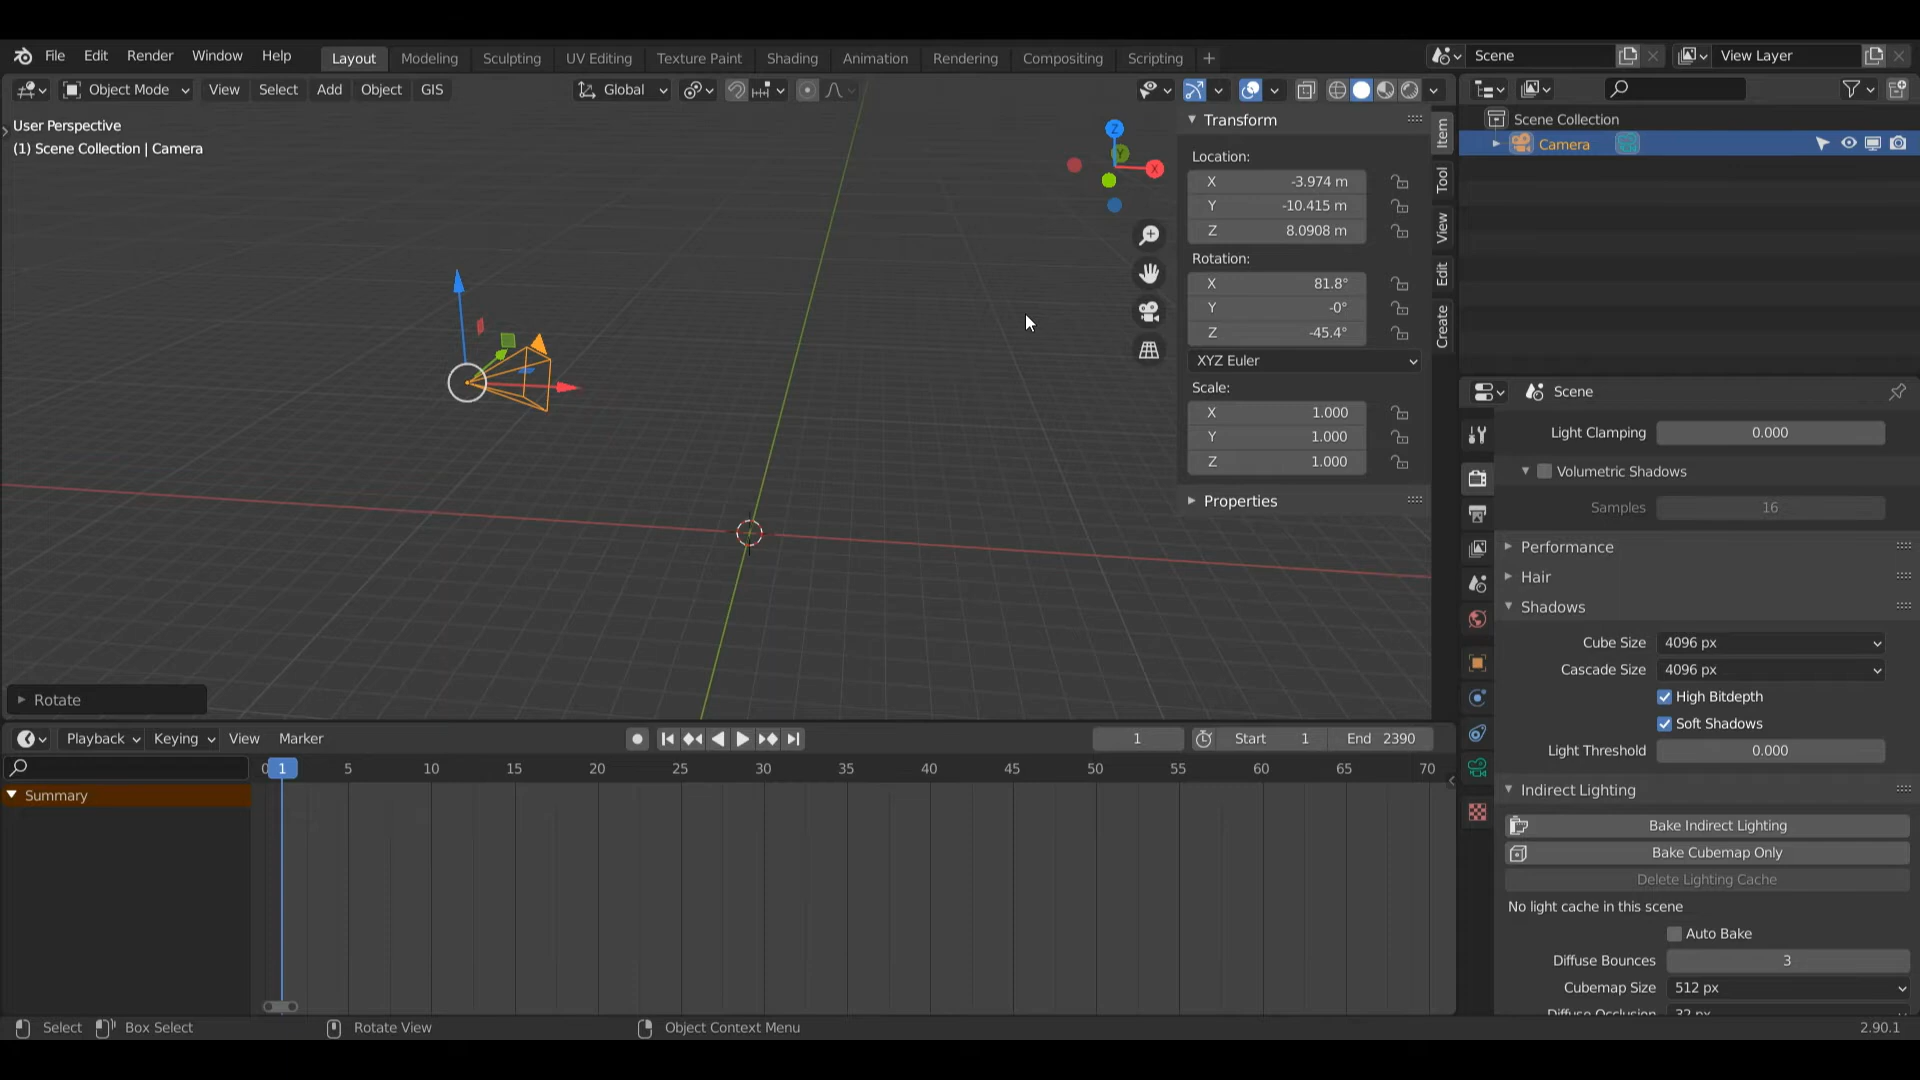 File Edit Render Window Help Layout Modeling Sculpting UV Editing Texture Paint Shading Animation Rendering Compositing Scripting + Scene View Layer
Object Mode View Select Add Object GIS Global
User Perspective
(1) Scene Collection | Camera
Z
Y
X
Rotate
Transform
Location:
X -3.974 m
Y -10.415 m
Z 8.0908 m
Rotation:
X 81.8°
Y -0°
Z -45.4°
XYZ Euler
Scale:
X 1.000
Y 1.000
Z 1.000
Properties
Item
Tool
View
Edit
Create
Scene Collection
Camera
Scene
Light Clamping 0.000
Volumetric Shadows
Samples 16
Performance
Hair
Shadows
Cube Size 4096 px
Cascade Size 4096 px
High Bitdepth
Soft Shadows
Light Threshold 0.000
Indirect Lighting
Bake Indirect Lighting
Bake Cubemap Only
Delete Lighting Cache
No light cache in this scene
Auto Bake
Diffuse Bounces 3
Cubemap Size 512 px
Diffuse Occlusion 32 px
Playback Keying View Marker 1 Start 1 End 2390
0 1 5 10 15 20 25 30 35 40 45 50 55 60 65 70
Summary
Select Box Select Rotate View Object Context Menu 2.90.1